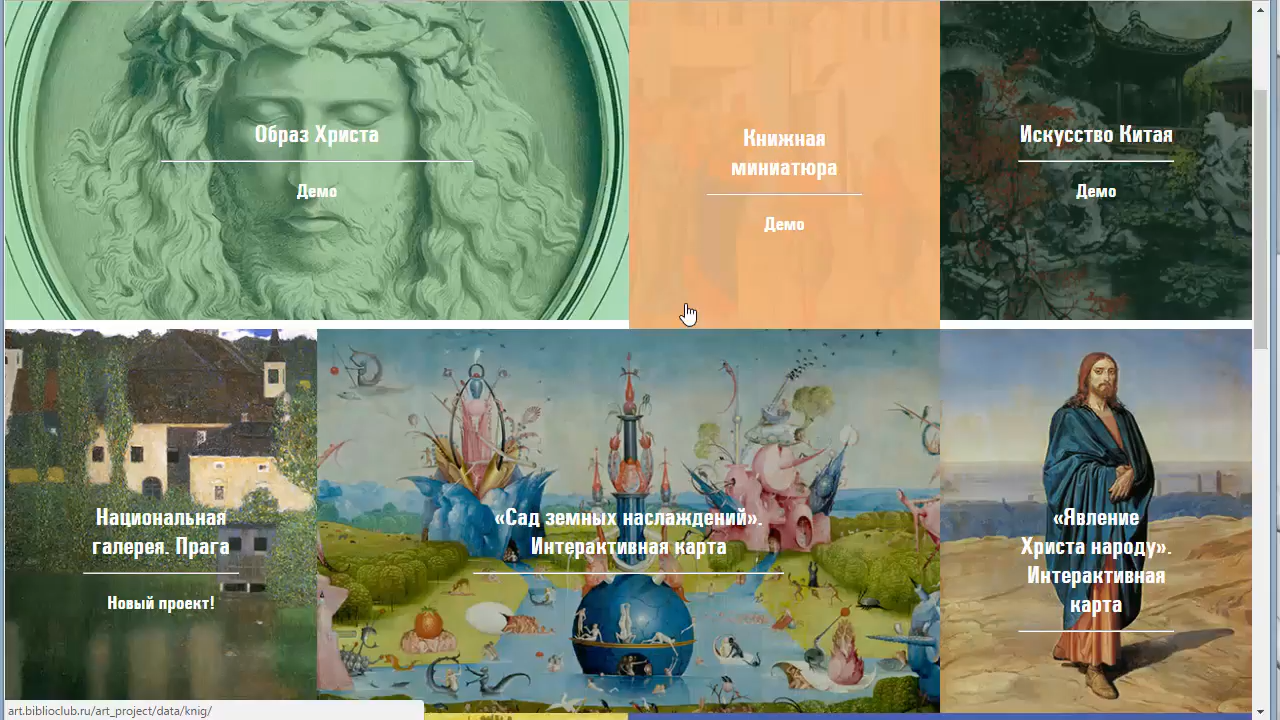 Образ Христа
Демо
Книжная
миниатюра
Демо
Искусство Китая
Демо
Национальная
галерея. Прага
Новый проект!
«Сад земных наслаждений».
Интерактивная карта
«Явление
Христа народу».
Интерактивная
карта
art.biblioclub.ru/art_project/data/knig/